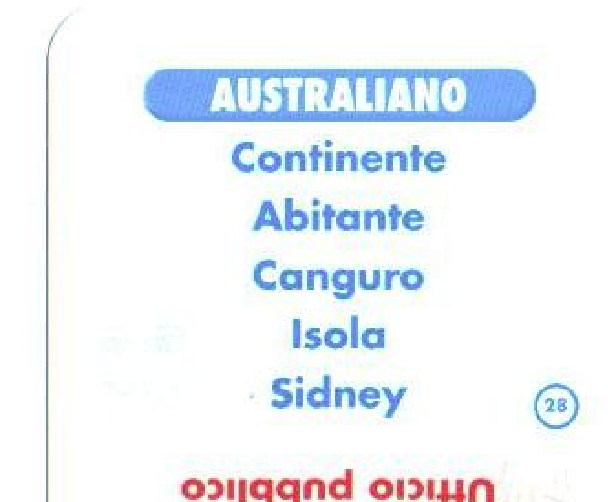 AUSTRALIANO
Continente
Abitante
Canguro
Isola
Sidney
28
Ufficio pubblico